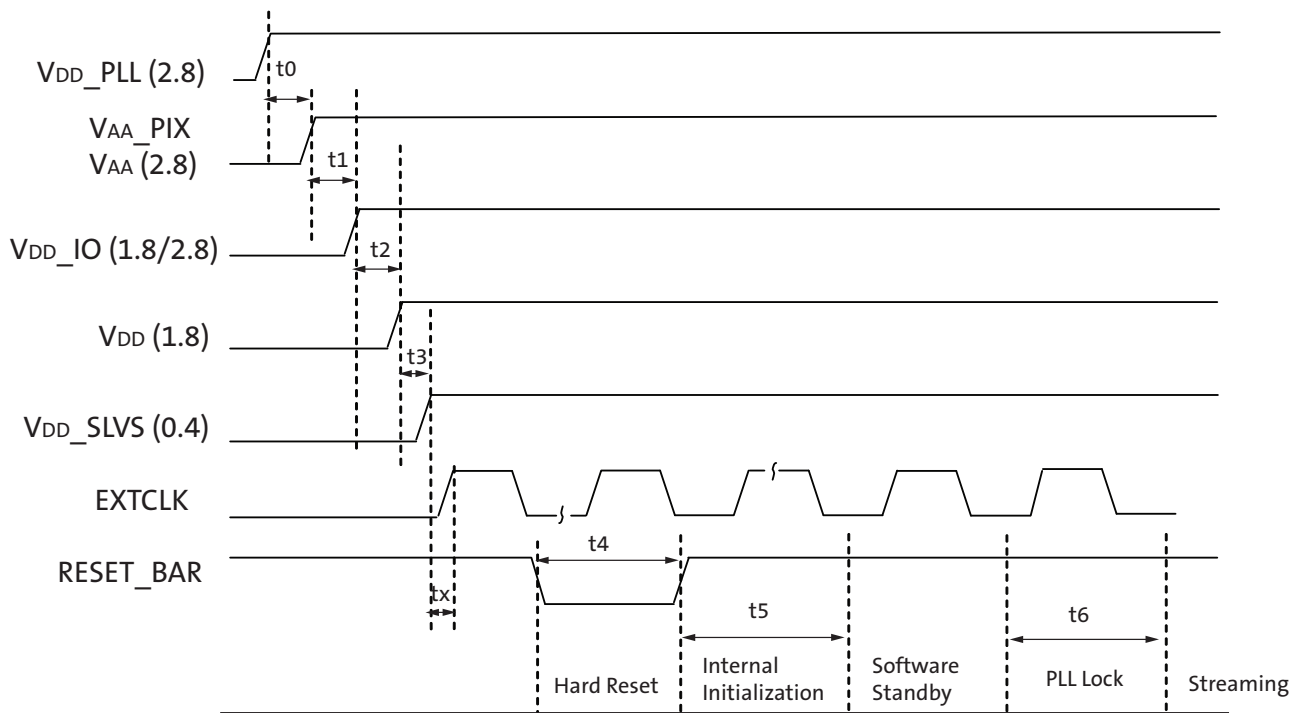 VDD_PLL (2.8)
t0
VAA_PIX
VAA (2.8)
t1
VDD_IO (1.8/2.8)
t2
VDD (1.8)
t3
VDD_SLVS (0.4)
EXTCLK
RESET_BAR
t4
tx
t5
t6
Hard Reset
Internal
Initialization
Software
Standby
PLL Lock
Streaming